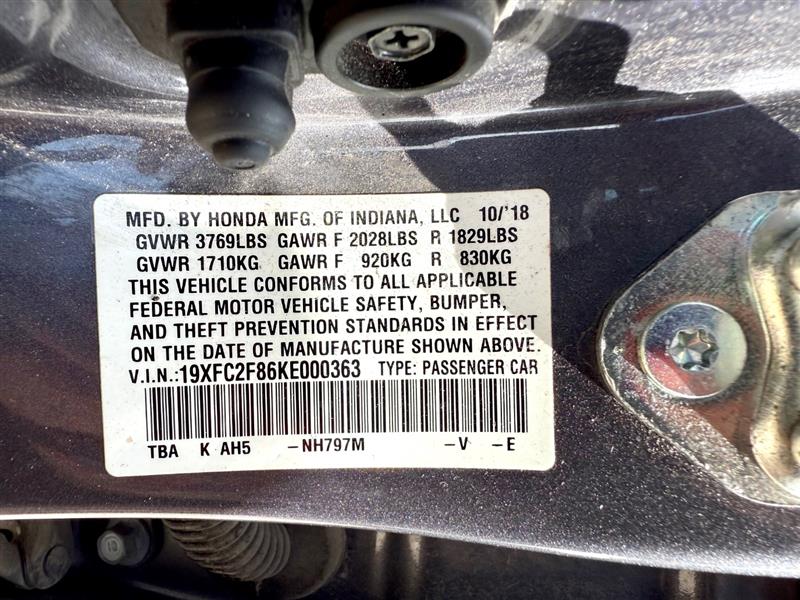 MFD. BY HONDA MFG. OF INDIANA, LLC 10/'18
GVWR 3769LBS GAWR F 2028LBS R 1829LBS
GVWR 1710KG GAWR F 920KG R 830KG
THIS VEHICLE CONFORMS TO ALL APPLICABLE
FEDERAL MOTOR VEHICLE SAFETY, BUMPER,
AND THEFT PREVENTION STANDARDS IN EFFECT
ON THE DATE OF MANUFACTURE SHOWN ABOVE.
V.I.N.:19XFC2F86KE000363 TYPE: PASSENGER CAR
TBA K AH5 -NH797M -V -E